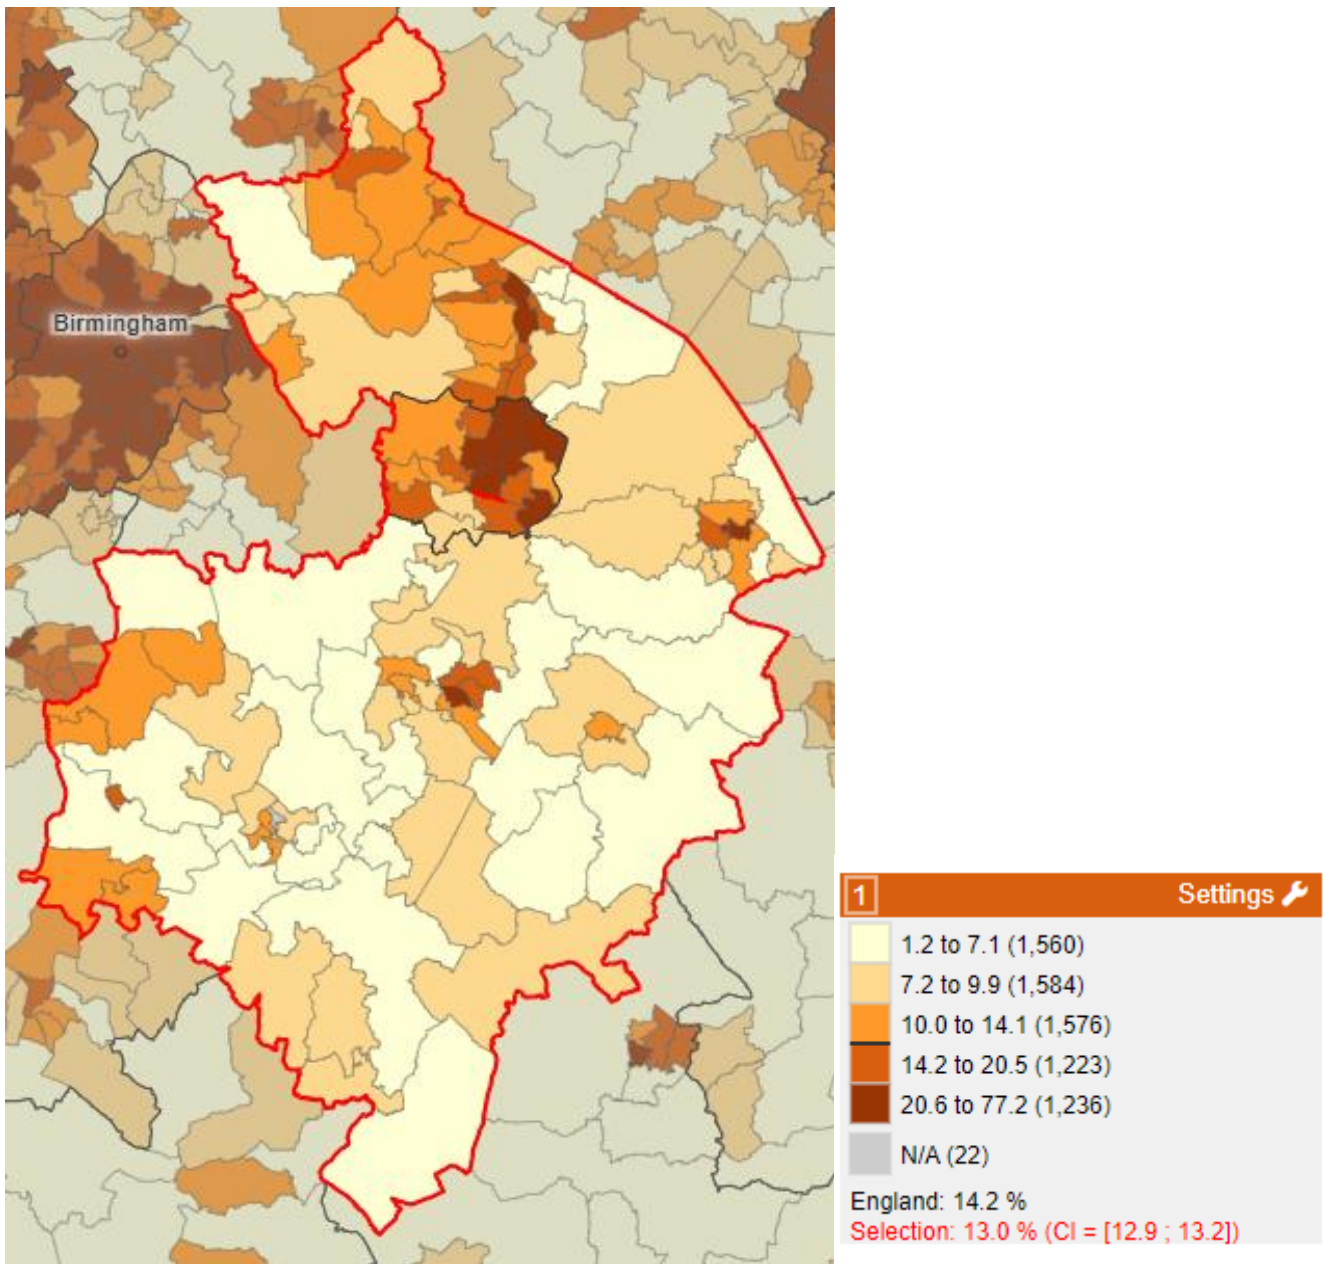 Birmingham
1 Settings
1.2 to 7.1 (1,560)
7.2 to 9.9 (1,584)
10.0 to 14.1 (1,576)
14.2 to 20.5 (1,223)
20.6 to 77.2 (1,236)
N/A (22)
England: 14.2 %
Selection: 13.0 % (CI = [12.9 ; 13.2])